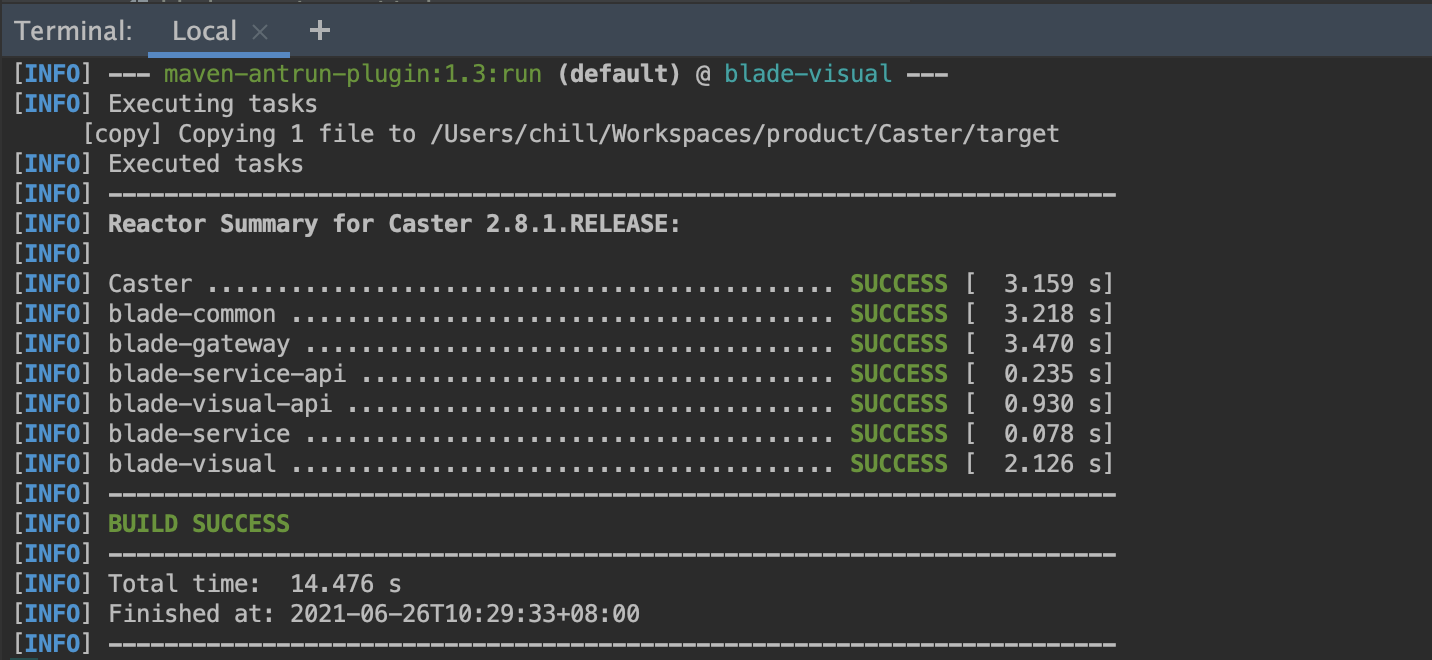 Terminal: Local × +
[INFO] --- maven-antrun-plugin:1.3:run (default) @ blade-visual ---
[INFO] Executing tasks
     [copy] Copying 1 file to /Users/chill/Workspaces/product/Caster/target
[INFO] Executed tasks
[INFO] ------------------------------------------------------------------------
[INFO] Reactor Summary for Caster 2.8.1.RELEASE:
[INFO]
[INFO] Caster ............................................. SUCCESS [  3.159 s]
[INFO] blade-common ....................................... SUCCESS [  3.218 s]
[INFO] blade-gateway ...................................... SUCCESS [  3.470 s]
[INFO] blade-service-api .................................. SUCCESS [  0.235 s]
[INFO] blade-visual-api ................................... SUCCESS [  0.930 s]
[INFO] blade-service ...................................... SUCCESS [  0.078 s]
[INFO] blade-visual ....................................... SUCCESS [  2.126 s]
[INFO] ------------------------------------------------------------------------
[INFO] BUILD SUCCESS
[INFO] ------------------------------------------------------------------------
[INFO] Total time:  14.476 s
[INFO] Finished at: 2021-06-26T10:29:33+08:00
[INFO] ------------------------------------------------------------------------